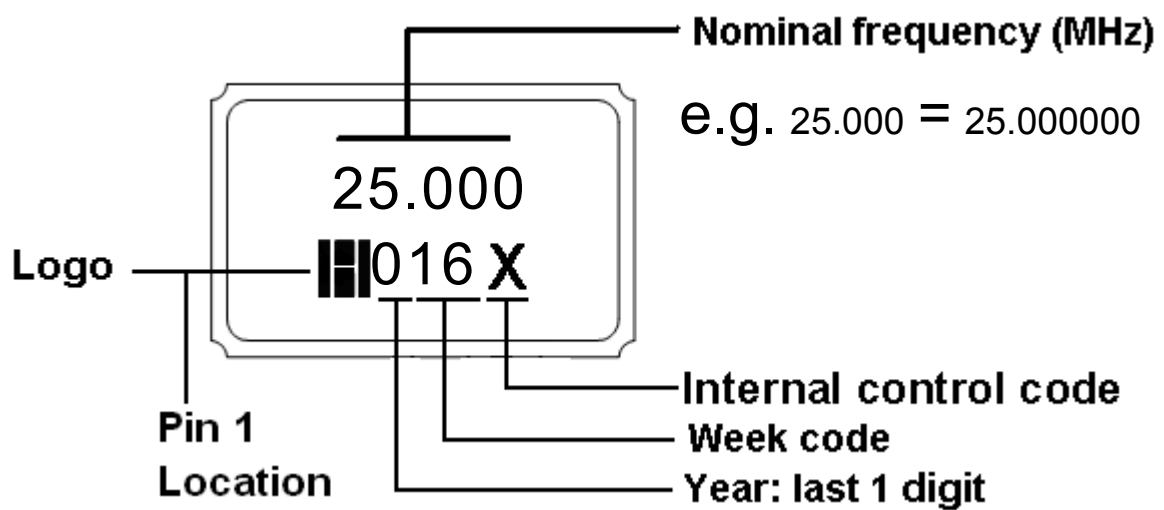 Nominal frequency (MHz)
e.g. 25.000 = 25.000000
25.000
Logo
016 X
Internal control code
Pin 1
Week code
Location
Year: last 1 digit